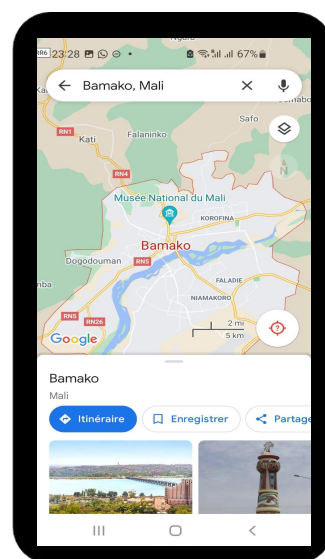 23:28
67%
Bamako, Mali
Safo
RN1
Kati
Falaninko
RN4
Musée National du Mali
KOROFINA
Bamako
Dogodouman
RN5
FALADIE
NIAMAKORO
RN5
RN26
2 mi
5 km
Google
Bamako
Mali
Itinéraire
Enregistrer
Partage